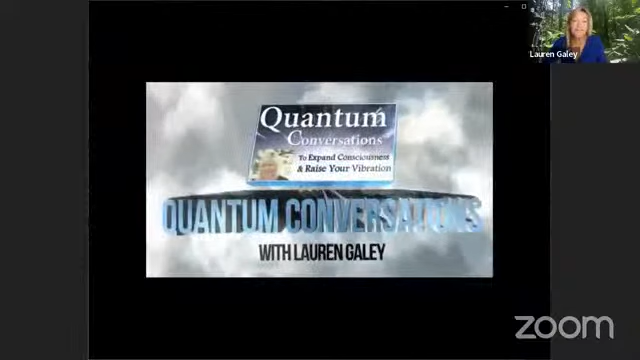 Lauren Galey
Quantum
Conversations
To Expand Consciousness
& Raise Your Vibration
QUANTUM CONVERSATIONS
WITH LAUREN GALEY
zoom